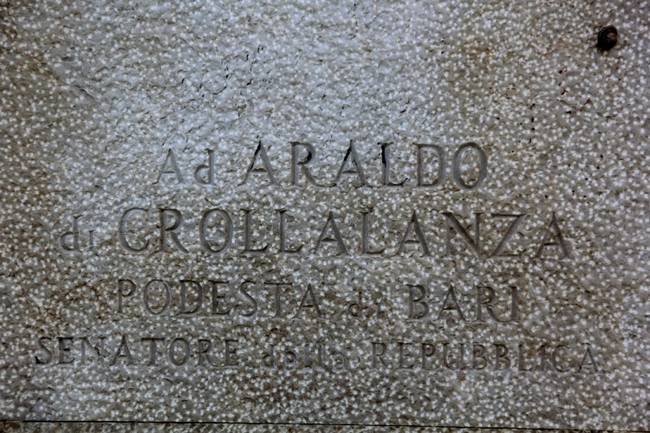 Ad ARALDO
di CROLLALANZA
PODESTA di BARI
SENATORE della REPUBBLICA